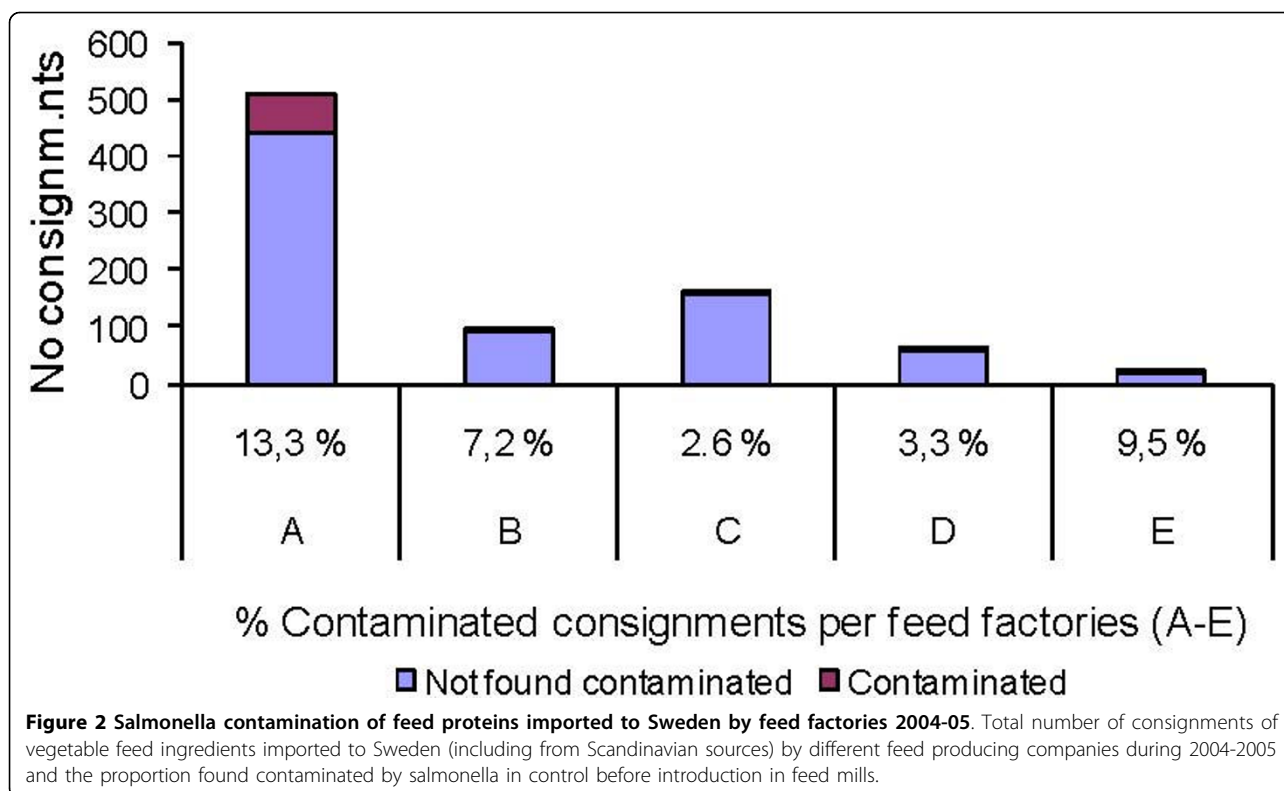 No consignm.nts
600
500
400
300
200
100
0
13,3 % 7,2 % 2.6 % 3,3 % 9,5 %
A B C D E
% Contaminated consignments per feed factories (A-E)
Not found contaminated Contaminated
Figure 2 Salmonella contamination of feed proteins imported to Sweden by feed factories 2004-05. Total number of consignments of
vegetable feed ingredients imported to Sweden (including from Scandinavian sources) by different feed producing companies during 2004-2005
and the proportion found contaminated by salmonella in control before introduction in feed mills.